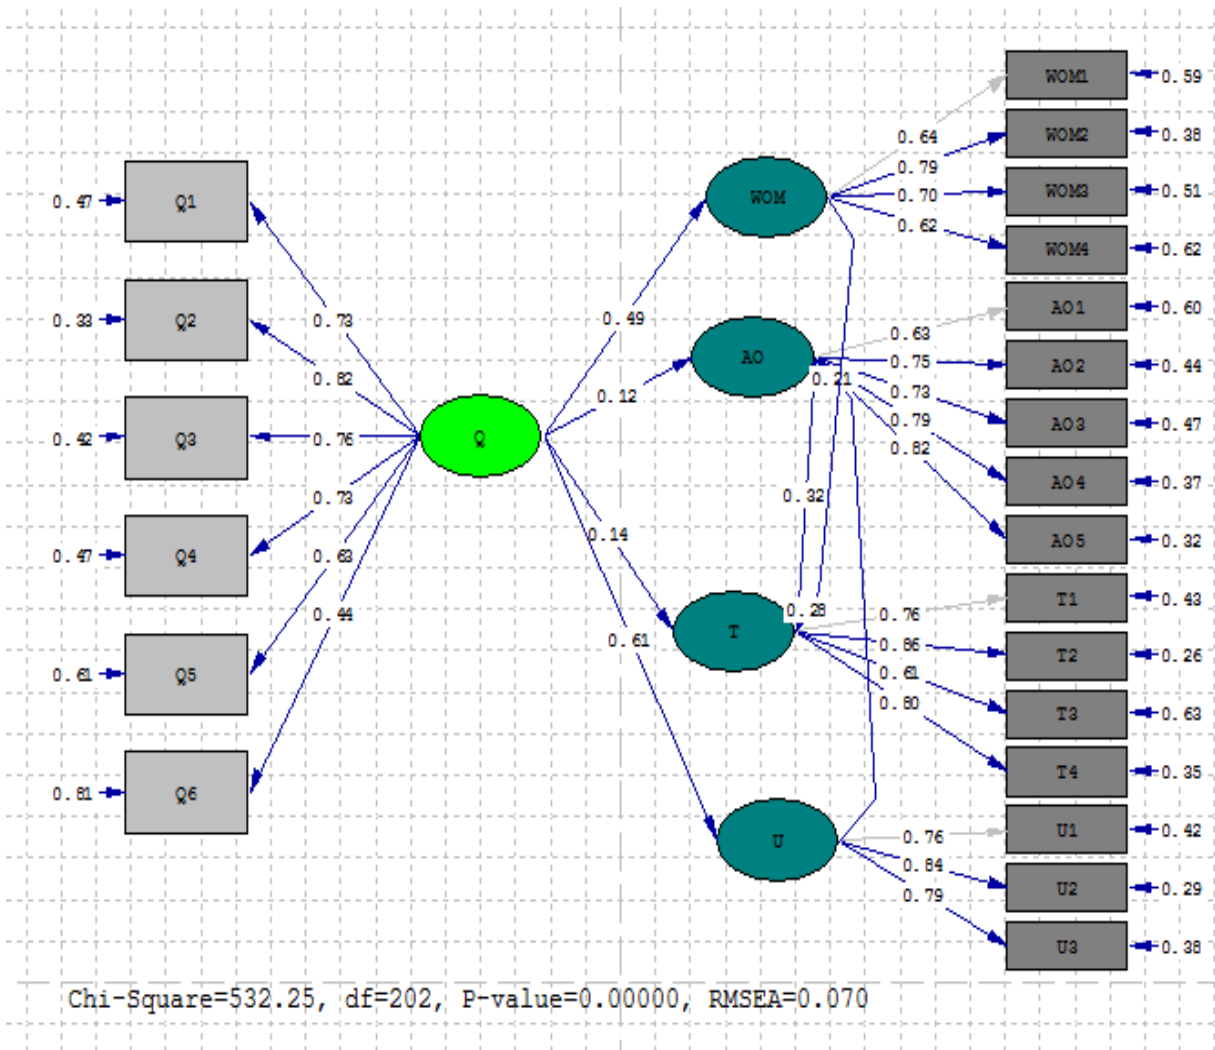 WOM1
0.59
0.64
WOM2
0.38
0.79
0.47
Q1
WOM
0.70
WOM3
0.51
0.62
WOM4
0.62
0.33
Q2
0.73
0.49
AO1
0.60
0.63
AO
0.75
AO2
0.44
0.82
0.21
0.73
0.12
0.79
AO3
0.47
0.42
Q3
0.76
Q
0.82
AO4
0.37
0.73
0.32
0.47
Q4
0.63
0.14
AO5
0.32
0.44
0.28
0.76
T1
0.43
T
0.86
T2
0.26
0.61
Q5
0.61
0.61
0.80
T3
0.63
T4
0.35
0.81
Q6
U
0.76
U1
0.42
0.84
U2
0.29
0.79
U3
0.38
Chi-Square=532.25, df=202, P-value=0.00000, RMSEA=0.070